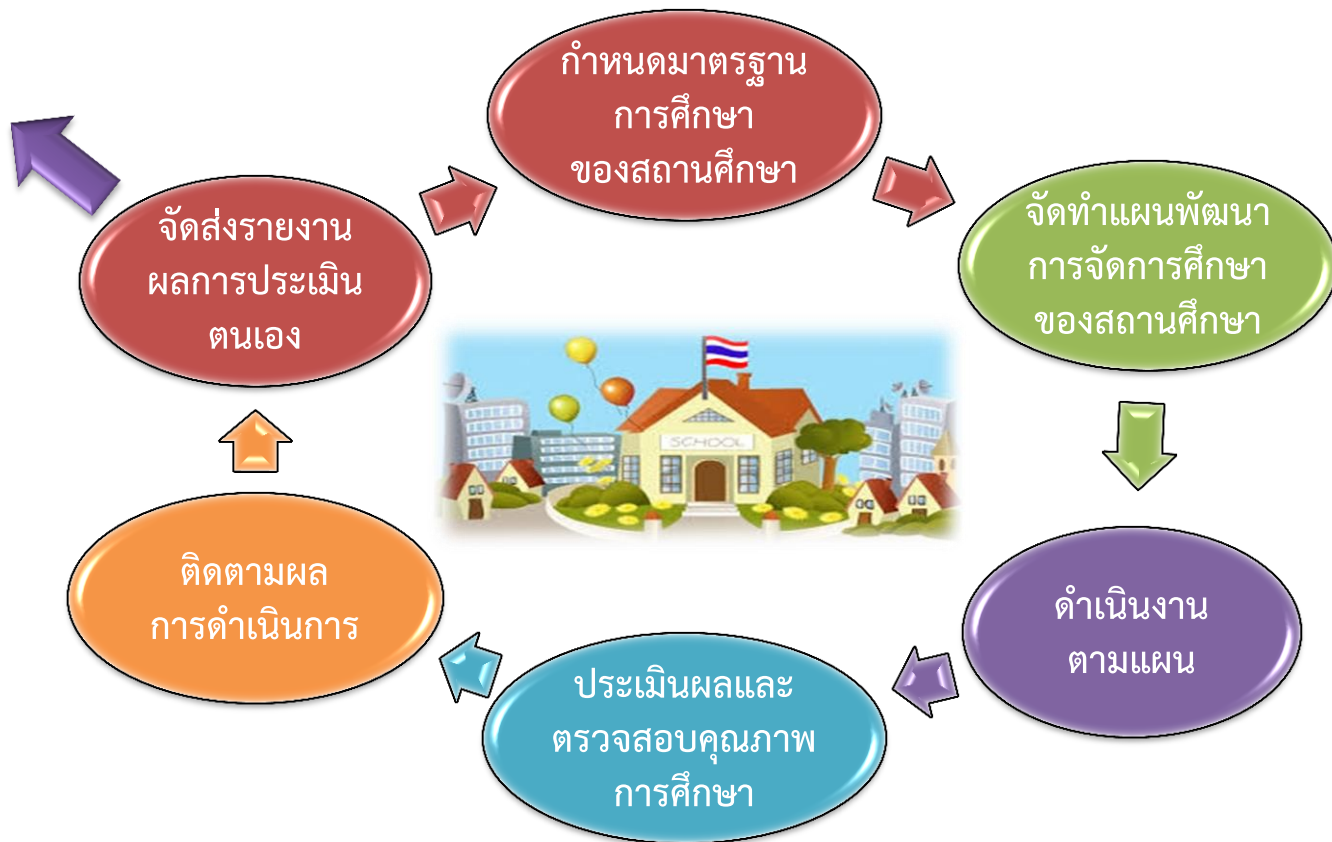 กำหนดมาตรฐาน
การศึกษา
ของสถานศึกษา
จัดทำแผนพัฒนา
การจัดการศึกษา
ของสถานศึกษา
ดำเนินงาน
ตามแผน
ประเมินผลและ
ตรวจสอบคุณภาพ
การศึกษา
ติดตามผล
การดำเนินการ
จัดส่งรายงาน
ผลการประเมิน
ตนเอง
SCHOOL